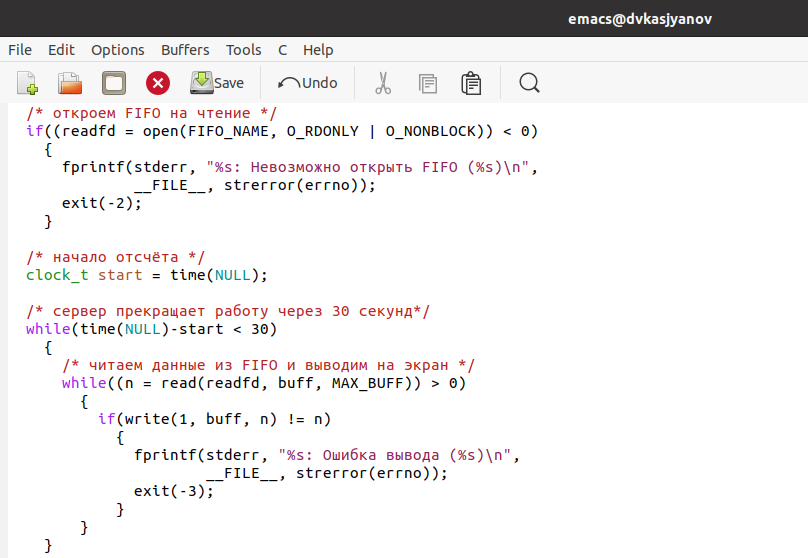 emacs@dvkasjyanov
File Edit Options Buffers Tools C Help
Save Undo
/* откроем FIFO на чтение */
if((readfd = open(FIFO_NAME, O_RDONLY | O_NONBLOCK)) < 0)
{
fprintf(stderr, "%s: Невозможно открыть FIFO (%s)\n",
__FILE__, strerror(errno));
exit(-2);
}
/* начало отсчёта */
clock_t start = time(NULL);
/* сервер прекращает работу через 30 секунд*/
while(time(NULL)-start < 30)
{
/* читаем данные из FIFO и выводим на экран */
while((n = read(readfd, buff, MAX_BUFF)) > 0)
{
if(write(1, buff, n) != n)
{
fprintf(stderr, "%s: Ошибка вывода (%s)\n",
__FILE__, strerror(errno));
exit(-3);
}
}
}